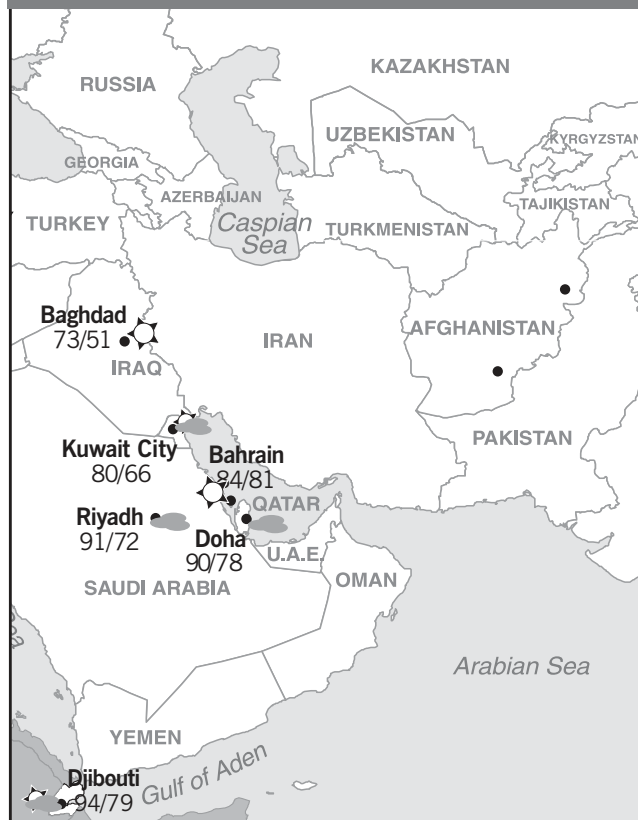 RUSSIA
KAZAKHSTAN
UZBEKISTAN
KYRGYZSTAN
GEORGIA
AZERBAIJAN
TAJIKISTAN
TURKEY
Caspian
Sea
TURKMENISTAN
Baghdad
73/51
IRAQ
IRAN
AFGHANISTAN
PAKISTAN
Kuwait City
80/66
Bahrain
84/81
QATAR
Riyadh
91/72
Doha
90/78
U.A.E.
SAUDI ARABIA
OMAN
Arabian Sea
YEMEN
Gulf of Aden
Djibouti
94/79